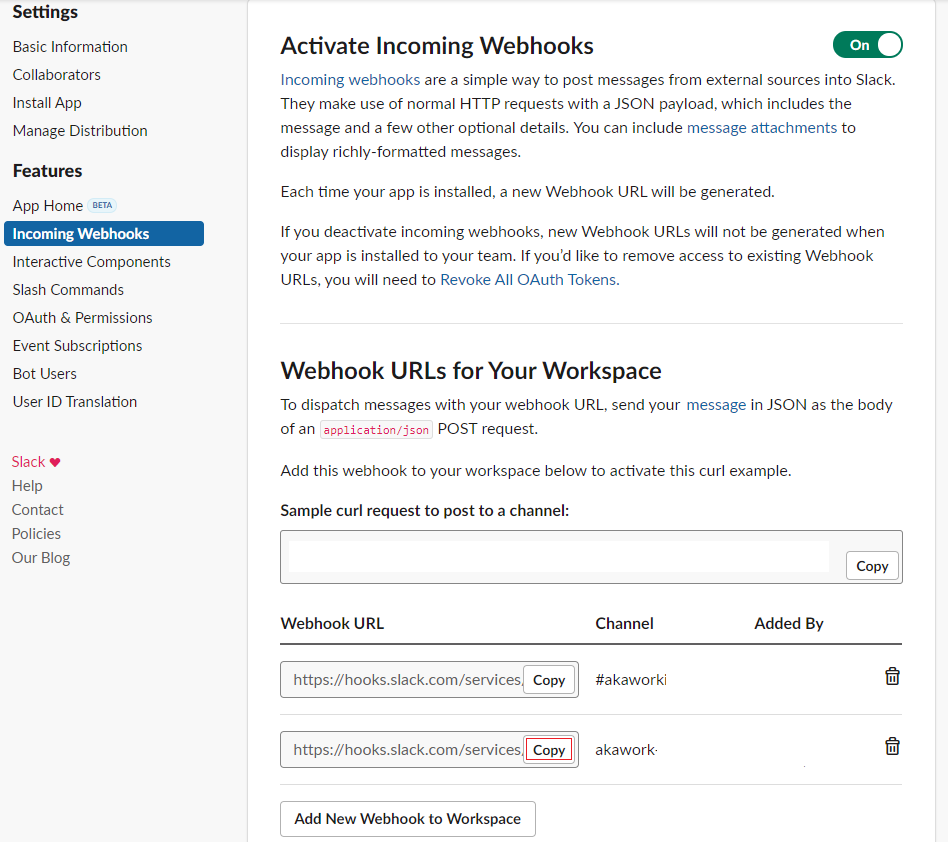 Settings
Basic Information
Collaborators
Install App
Manage Distribution
Features
App Home BETA
Incoming Webhooks
Interactive Components
Slash Commands
OAuth & Permissions
Event Subscriptions
Bot Users
User ID Translation
Slack ♥
Help
Contact
Policies
Our Blog
Activate Incoming Webhooks
On
Incoming webhooks are a simple way to post messages from external sources into Slack.
They make use of normal HTTP requests with a JSON payload, which includes the
message and a few other optional details. You can include message attachments to
display richly-formatted messages.
Each time your app is installed, a new Webhook URL will be generated.
If you deactivate incoming webhooks, new Webhook URLs will not be generated when
your app is installed to your team. If you’d like to remove access to existing Webhook
URLs, you will need to Revoke All OAuth Tokens.
Webhook URLs for Your Workspace
To dispatch messages with your webhook URL, send your message in JSON as the body
of an application/json POST request.
Add this webhook to your workspace below to activate this curl example.
Sample curl request to post to a channel:
Copy
Webhook URL Channel Added By
https://hooks.slack.com/services/ Copy #akaworki
https://hooks.slack.com/services/ Copy akawork-
Add New Webhook to Workspace